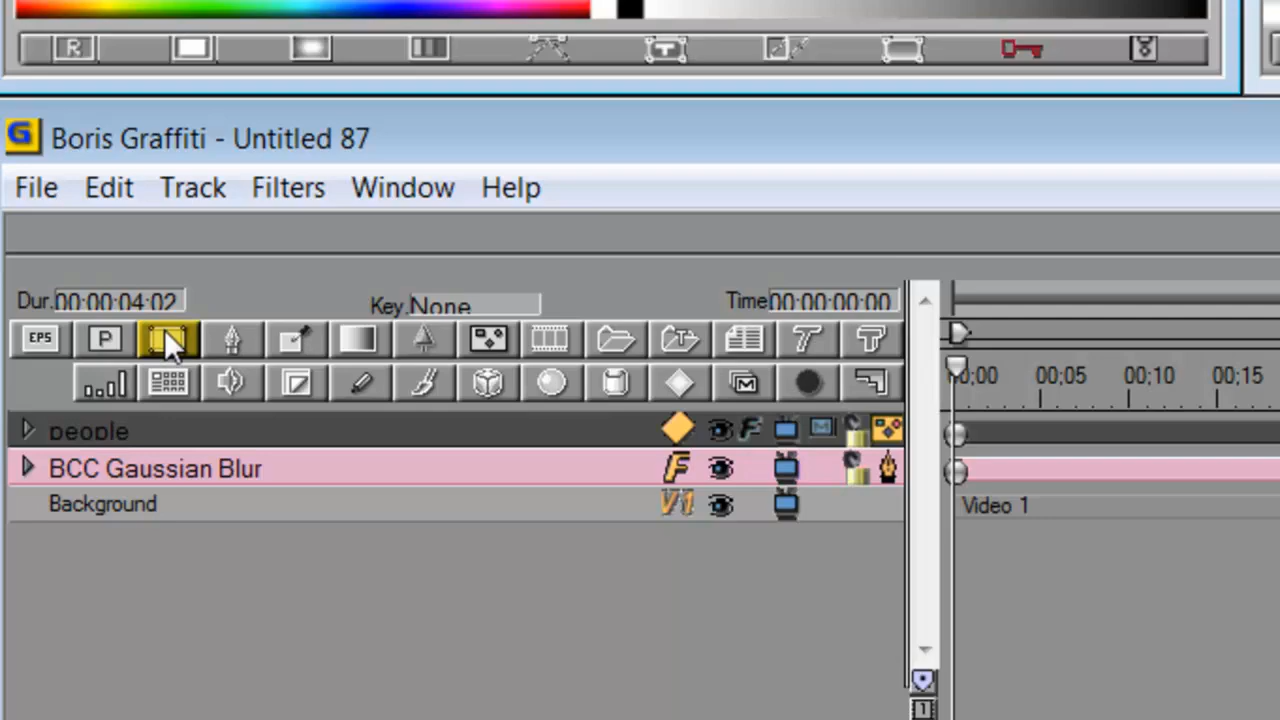 R
T
Boris Graffiti - Untitled 87
File Edit Track Filters Window Help
Dur. 00:00:04:02 Key. None Time 00:00:00:00
EPS P T T T
00;00 00;05 00;10 00;15
people F
BCC Gaussian Blur F
Background V1 Video 1
1